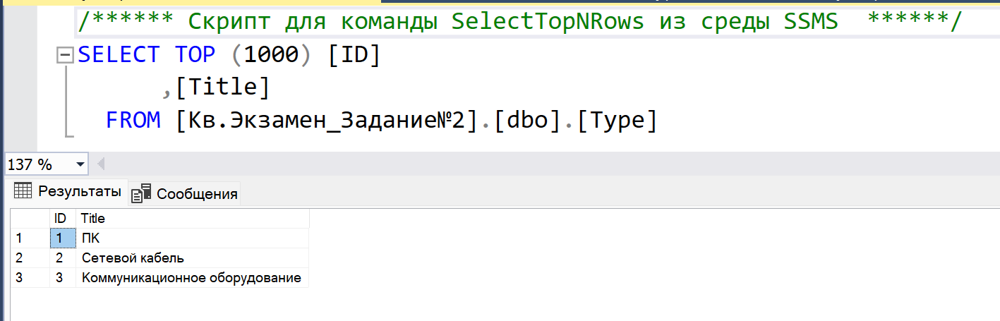 /****** Скрипт для команды SelectTopNRows из среды SSMS  ******/
SELECT TOP (1000) [ID]
,[Title]
FROM [Кв.Экзамен_Задание№2].[dbo].[Type]
137 %
Результаты Сообщения
ID Title
1 1 ПК
2 2 Сетевой кабель
3 3 Коммуникационное оборудование